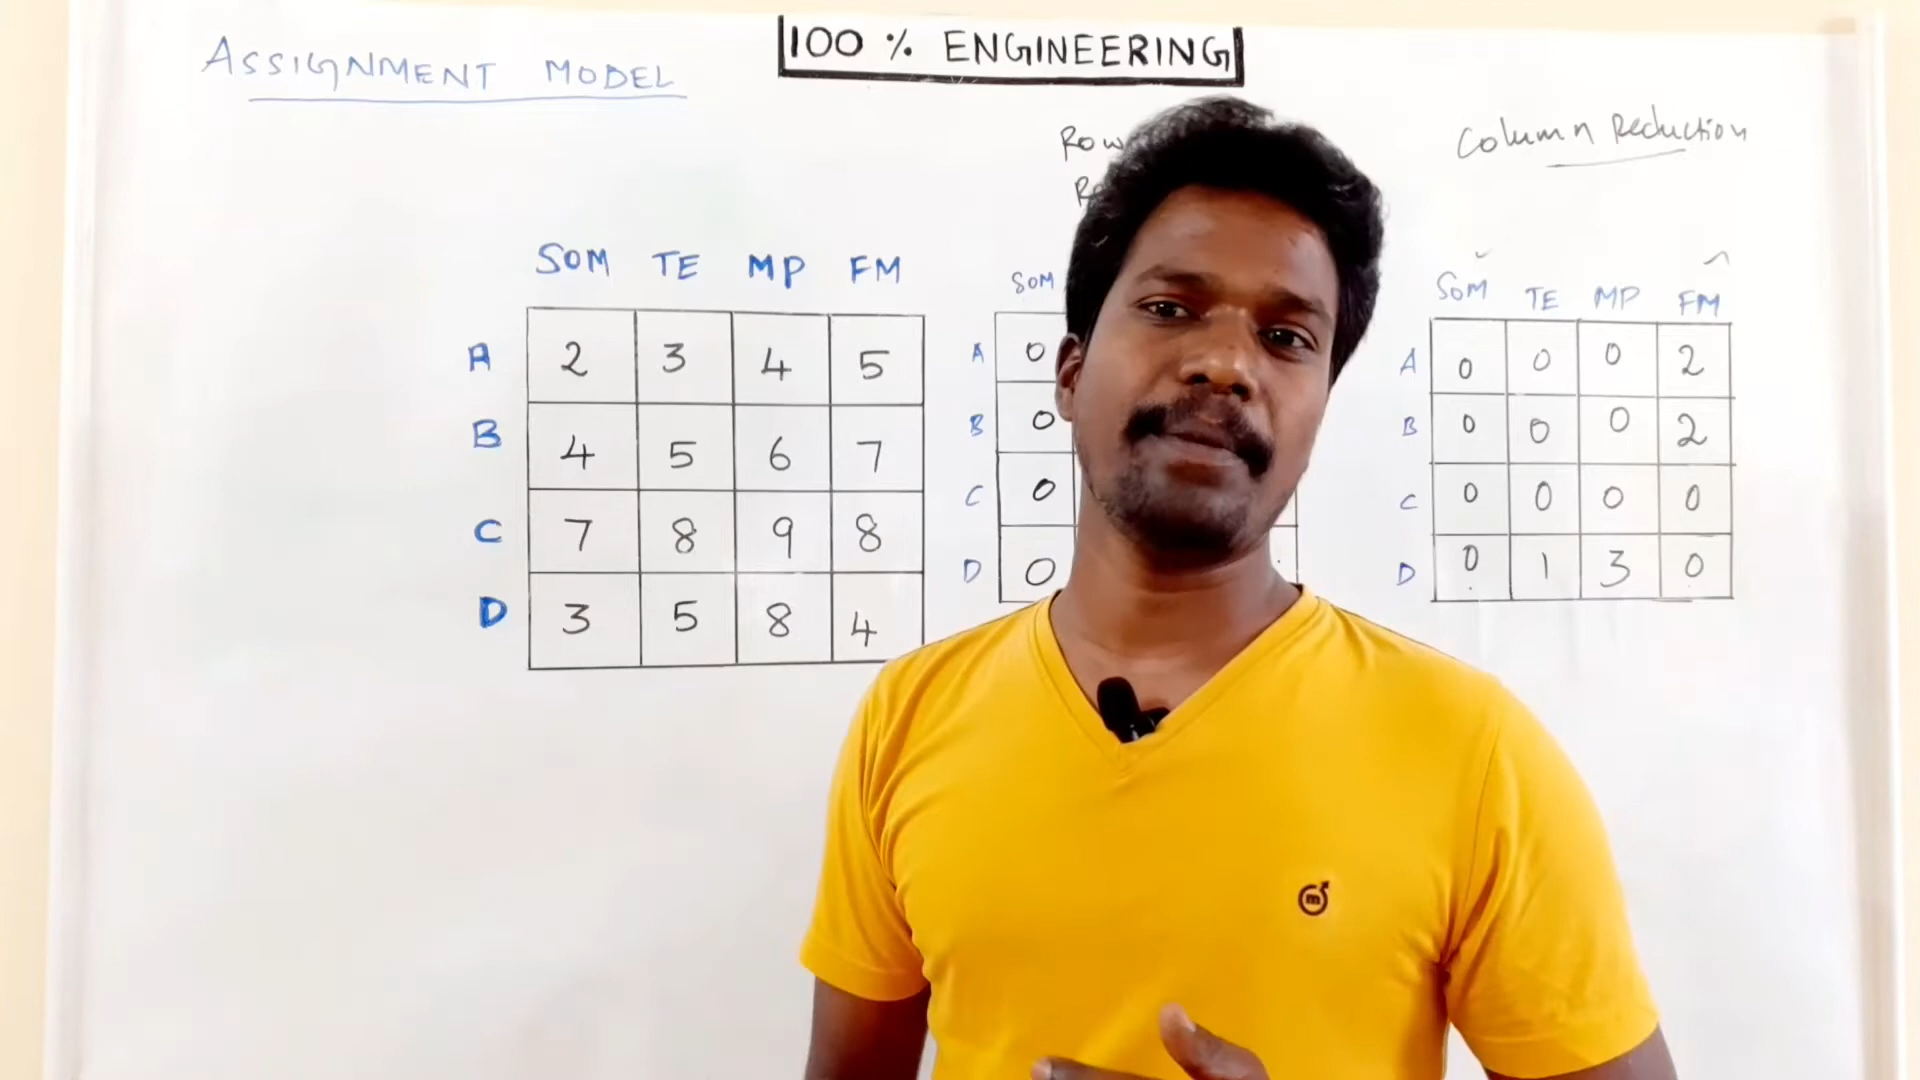 100 % ENGINEERING
ASSIGNMENT MODEL
Row
Column Reduction
SOM TE MP FM
A 2 3 4 5
B 4 5 6 7
C 7 8 9 8
D 3 5 8 4
SOM
A 0
B 0
C 0
D 0
SOM TE MP FM
A 0 0 0 2
B 0 0 0 2
C 0 0 0 0
D 0 1 3 0
m